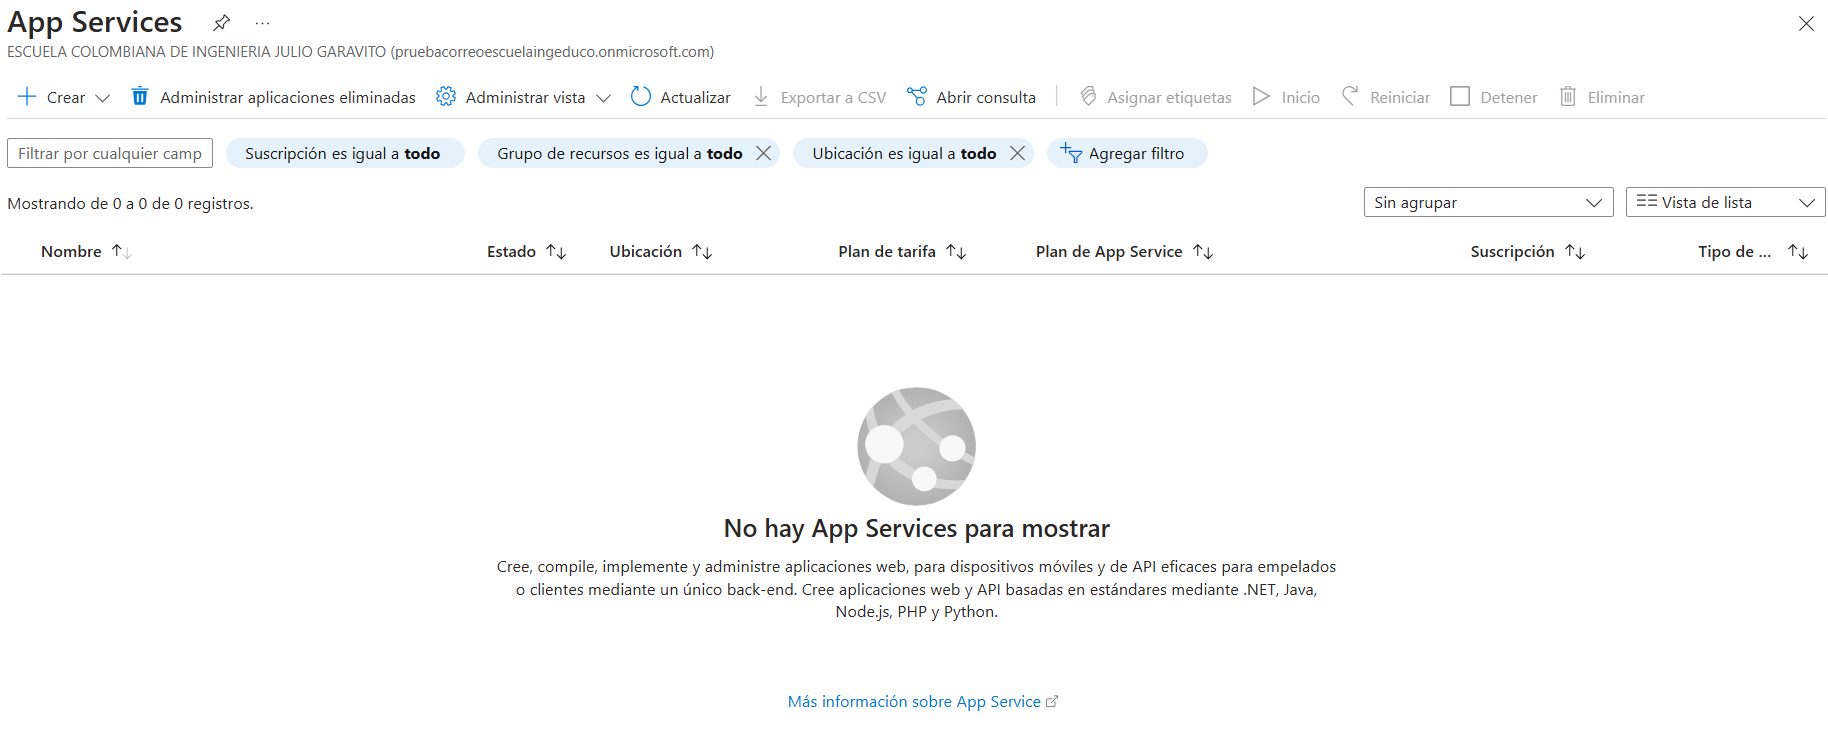 App Services
ESCUELA COLOMBIANA DE INGENIERIA JULIO GARAVITO (pruebacorreoescuelaingeduco.onmicrosoft.com)
Crear Administrar aplicaciones eliminadas Administrar vista Actualizar Exportar a CSV Abrir consulta Asignar etiquetas Inicio Reiniciar Detener Eliminar
Filtrar por cualquier camp Suscripción es igual a todo Grupo de recursos es igual a todo Ubicación es igual a todo Agregar filtro
Mostrando de 0 a 0 de 0 registros. Sin agrupar Vista de lista
Nombre Estado Ubicación Plan de tarifa Plan de App Service Suscripción Tipo de ...
No hay App Services para mostrar
Cree, compile, implemente y administre aplicaciones web, para dispositivos móviles y de API eficaces para empelados
o clientes mediante un único back-end. Cree aplicaciones web y API basadas en estándares mediante .NET, Java,
Node.js, PHP y Python.
Más información sobre App Service